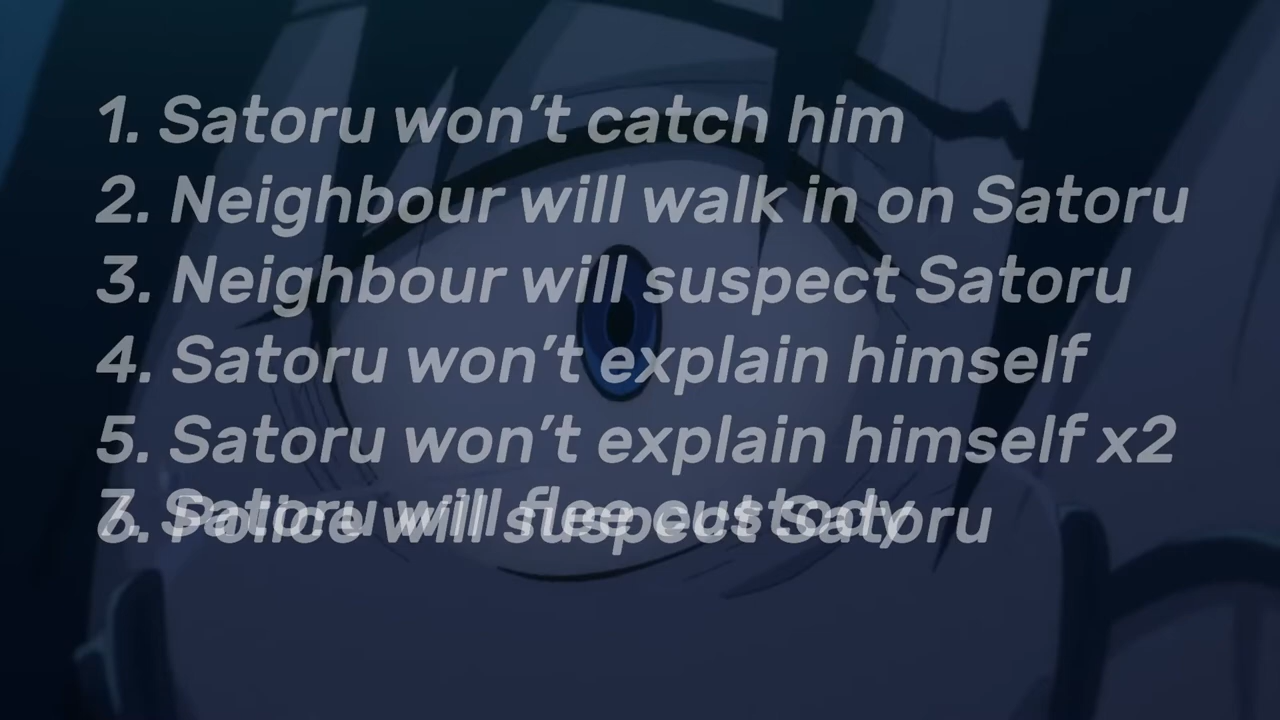 1. Satoru won’t catch him
2. Neighbour will walk in on Satoru
3. Neighbour will suspect Satoru
4. Satoru won’t explain himself
5. Satoru won’t explain himself x2
6. Police will suspect Satoru
7. Satoru will flee custody